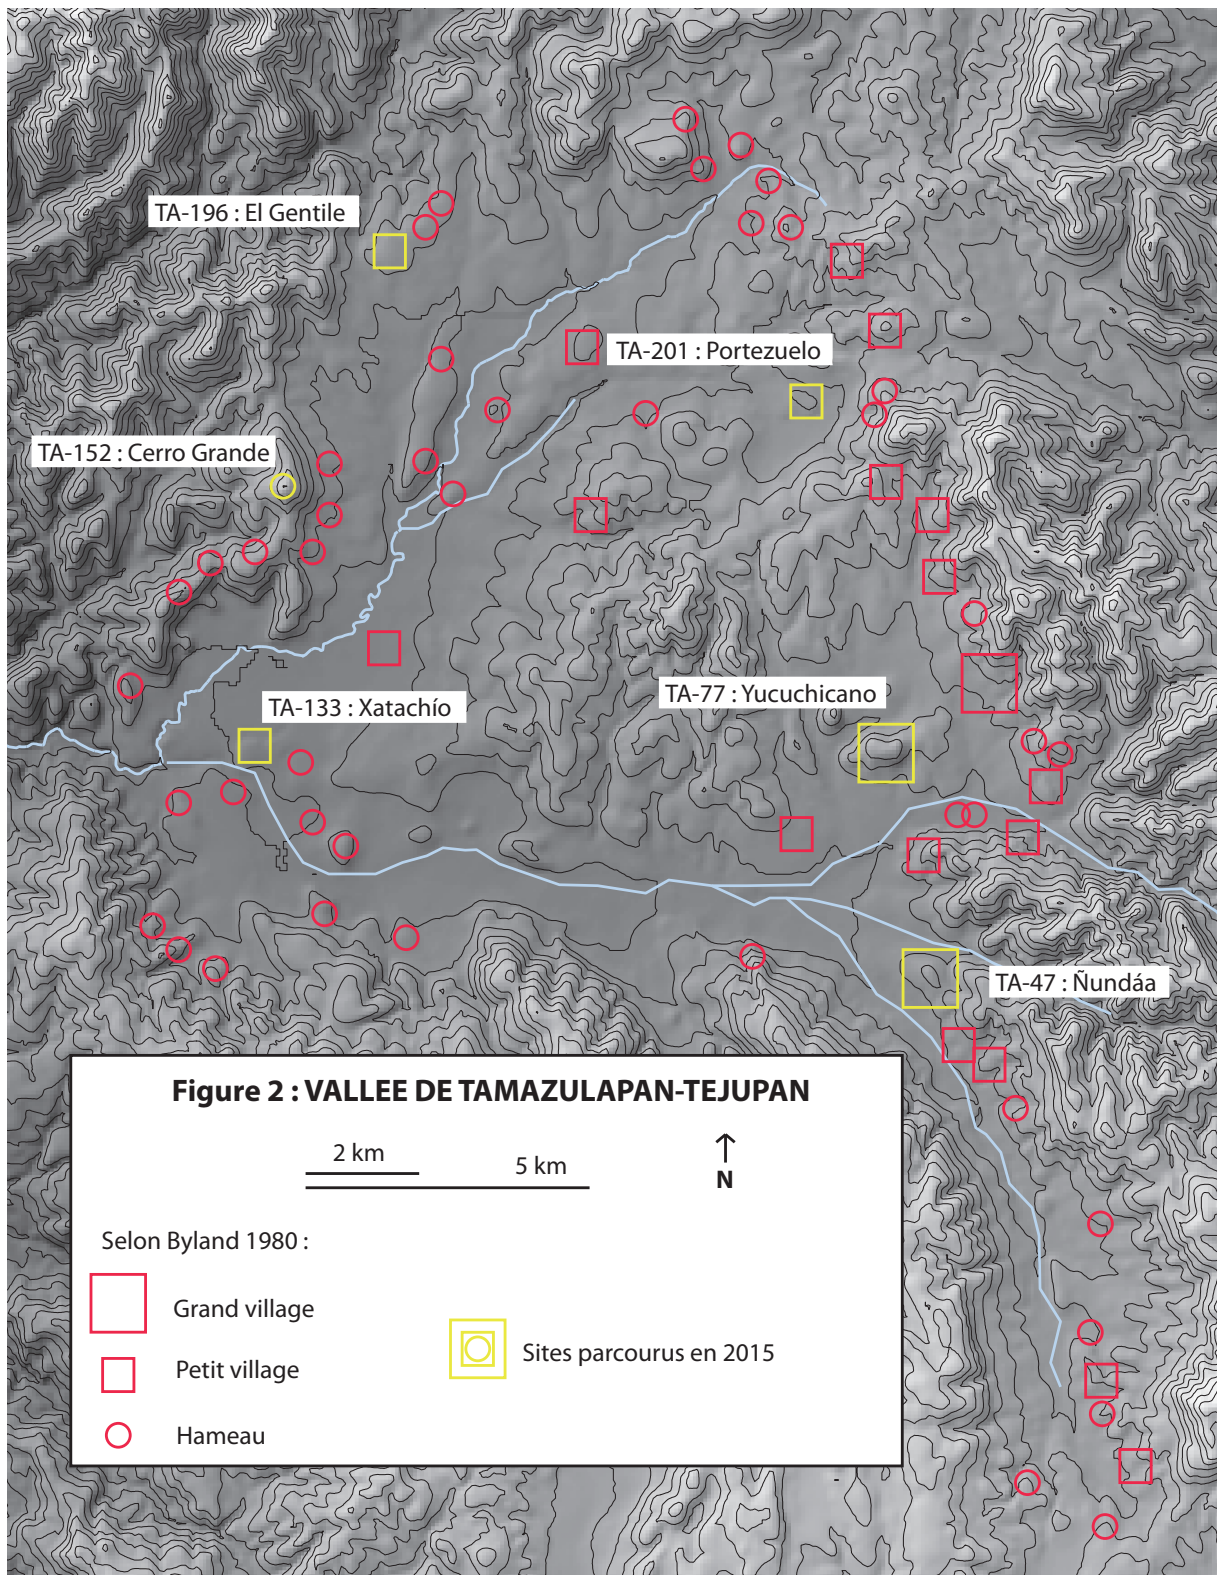 TA-196 : El Gentile
TA-201 : Portezuelo
TA-152 : Cerro Grande
TA-77 : Yucuchicano
TA-133 : Xatachío
TA-47 : Ñundáa
Figure 2 : VALLEE DE TAMAZULAPAN-TEJUPAN
2 km
5 km
N
Selon Byland 1980 :
Grand village
Petit village
Hameau
Sites parcourus en 2015